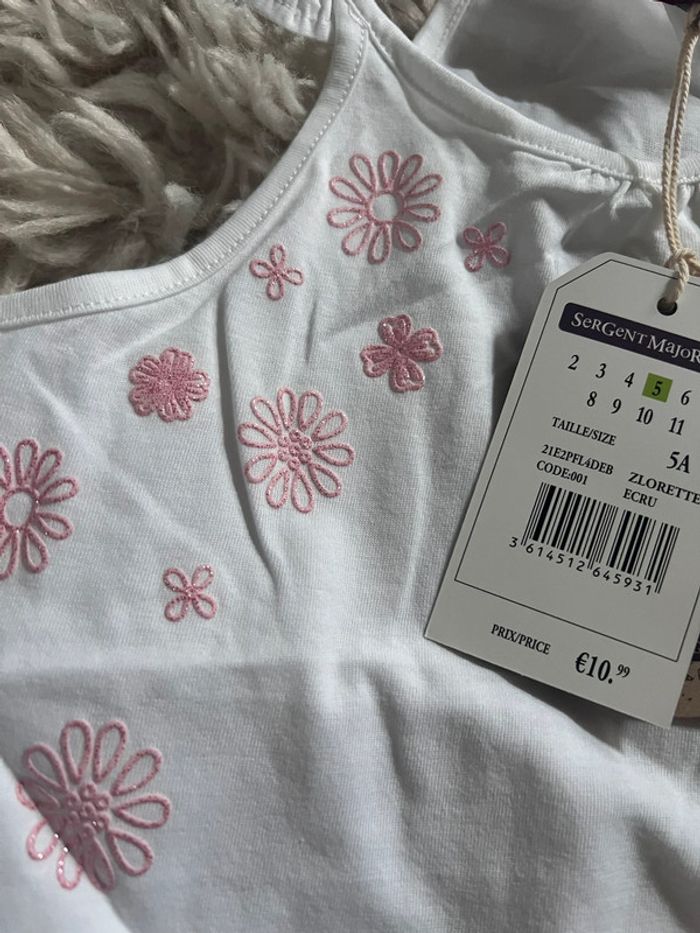 SERGENT MAJOR
2 3 4 5 6
8 9 10 11
TAILLE/SIZE
5A
21E2PFL4DEB
ZLORETTE
CODE:001
ECRU
3 614512 645931
PRIX/PRICE
€10.99